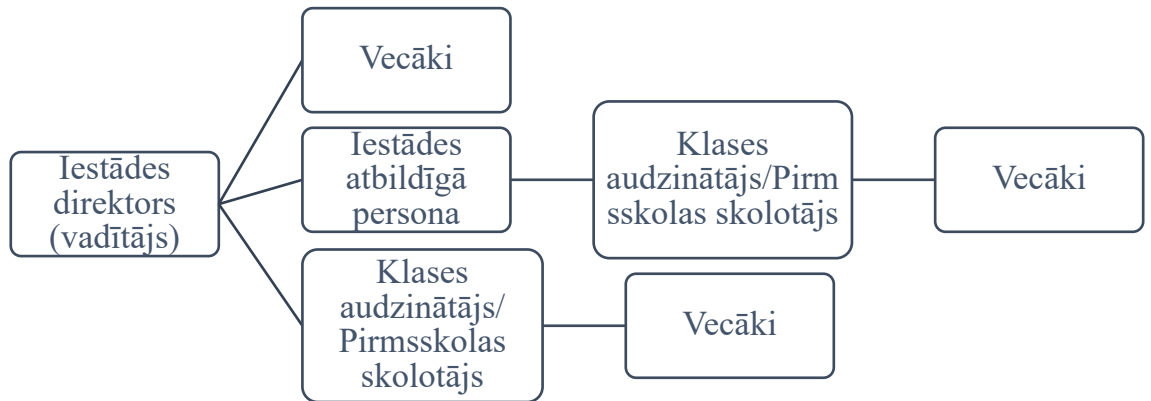 Iestādes
direktors
(vadītājs)
Vecāki
Iestādes
atbildīgā
persona
Klases
audzinātājs/Pirm
sskolas skolotājs
Vecāki
Klases
audzinātājs/
Pirmsskolas
skolotājs
Vecāki